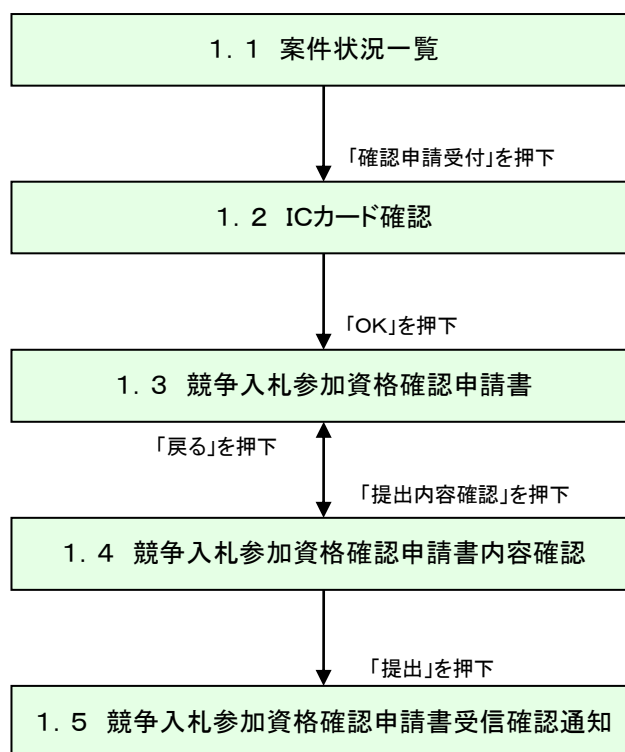 1．1 案件状況一覧
「確認申請受付」を押下
1．2 ICカード確認
「OK」を押下
1．3 競争入札参加資格確認申請書
「戻る」を押下
「提出内容確認」を押下
1．4 競争入札参加資格確認申請書内容確認
「提出」を押下
1．5 競争入札参加資格確認申請書受信確認通知